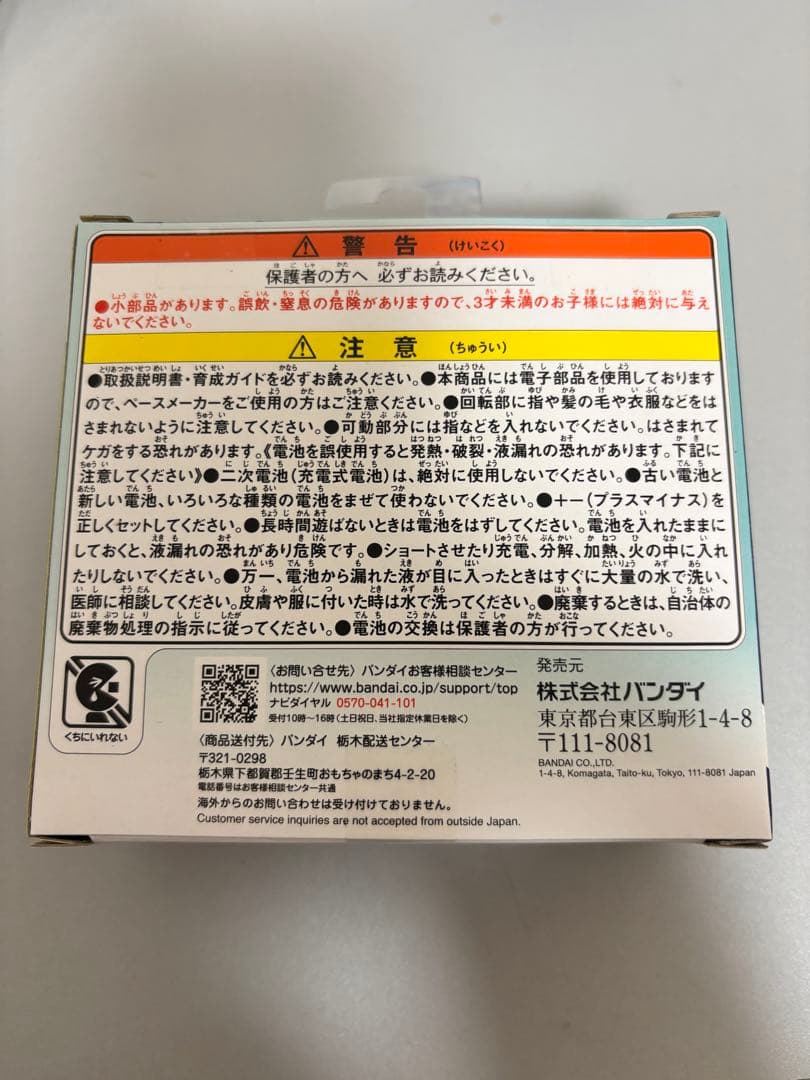 警告 (けいこく)
保護者の方へ 必ずお読みください。
●小部品があります。誤飲・窒息の危険がありますので、3才未満のお子様には絶対に与え
ないでください。
注意 (ちゅうい)
●取扱説明書・育成ガイドを必ずお読みください。●本商品には電子部品を使用しております
ので、ペースメーカーをご使用の方はご注意ください。●回転部に指や髪の毛や衣服などをは
さまれないように注意してください。●可動部分には指などを入れないでください。はさまれて
ケガをする恐れがあります。《電池を誤使用すると発熱・破裂・液漏れの恐れがあります。下記に
注意してください》●二次電池(充電式電池)は、絶対に使用しないでください。●古い電池と
新しい電池、いろいろな種類の電池をまぜて使わないでください。●+−(プラスマイナス)を
正しくセットしてください。●長時間遊ばないときは電池をはずしてください。電池を入れたままに
しておくと、液漏れの恐れがあり危険です。●ショートさせたり充電、分解、加熱、火の中に入れ
たりしないでください。●万一、電池から漏れた液が目に入ったときはすぐに大量の水で洗い、
医師に相談してください。皮膚や服に付いた時は水で洗ってください。●廃棄するときは、自治体の
廃棄物処理の指示に従ってください。●電池の交換は保護者の方が行ってください。
くちにいれない
〈お問い合せ先〉バンダイお客様相談センター
https://www.bandai.co.jp/support/top
ナビダイヤル 0570-041-101
受付10時〜16時(土日祝日、当社指定休業日を除く)
〈商品送付先〉バンダイ 栃木配送センター
〒321-0298
栃木県下都賀郡壬生町おもちゃのまち4-2-20
電話番号はお客様相談センター共通
海外からのお問い合わせは受け付けておりません。
Customer service inquiries are not accepted from outside Japan.
発売元
株式会社バンダイ
東京都台東区駒形1-4-8
〒111-8081
BANDAI CO.,LTD.
1-4-8, Komagata, Taito-ku, Tokyo, 111-8081 Japan